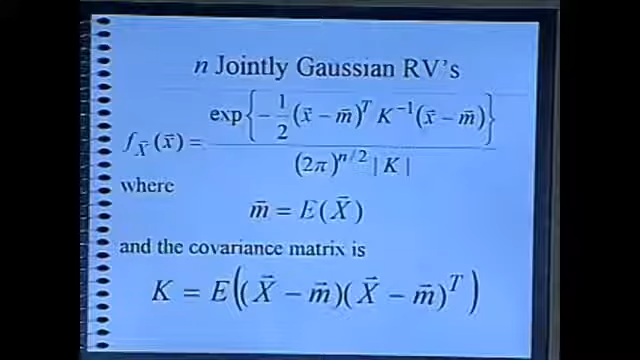 n Jointly Gaussian RV's
f_X⃗(x⃗) = exp{-1/2 (x⃗ - m⃗)^T K^-1 (x⃗ - m⃗)} / (2π)^n/2 |K|
where
m⃗ = E(X⃗)
and the covariance matrix is
K = E((X⃗ - m⃗)(X⃗ - m⃗)^T)